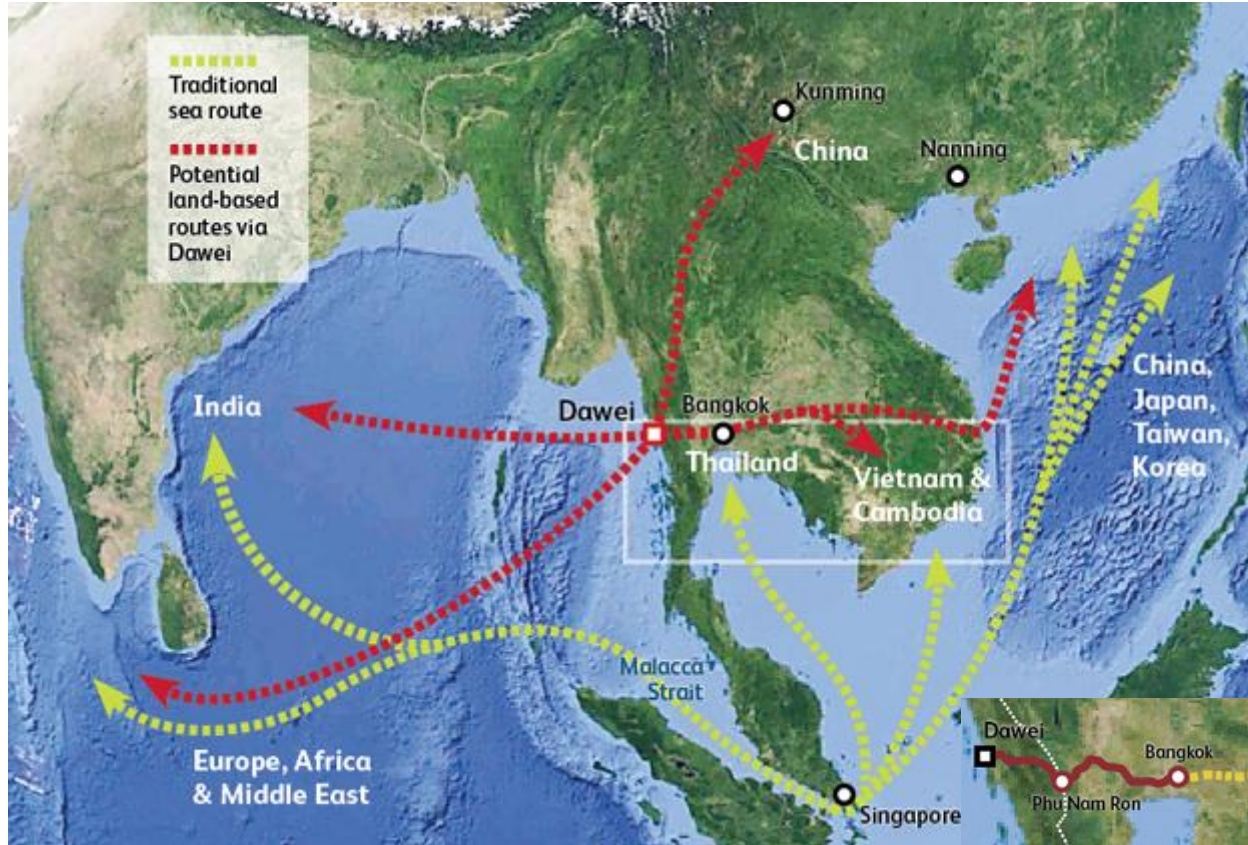 Traditional
sea route
Potential
land-based
routes via
Dawei
Kunming
China
Nanning
India
Dawei
Bangkok
Thailand
Vietnam &
Cambodia
China,
Japan,
Taiwan,
Korea
Malacca
Strait
Europe, Africa
& Middle East
Singapore
Dawei
Bangkok
Phu Nam Ron